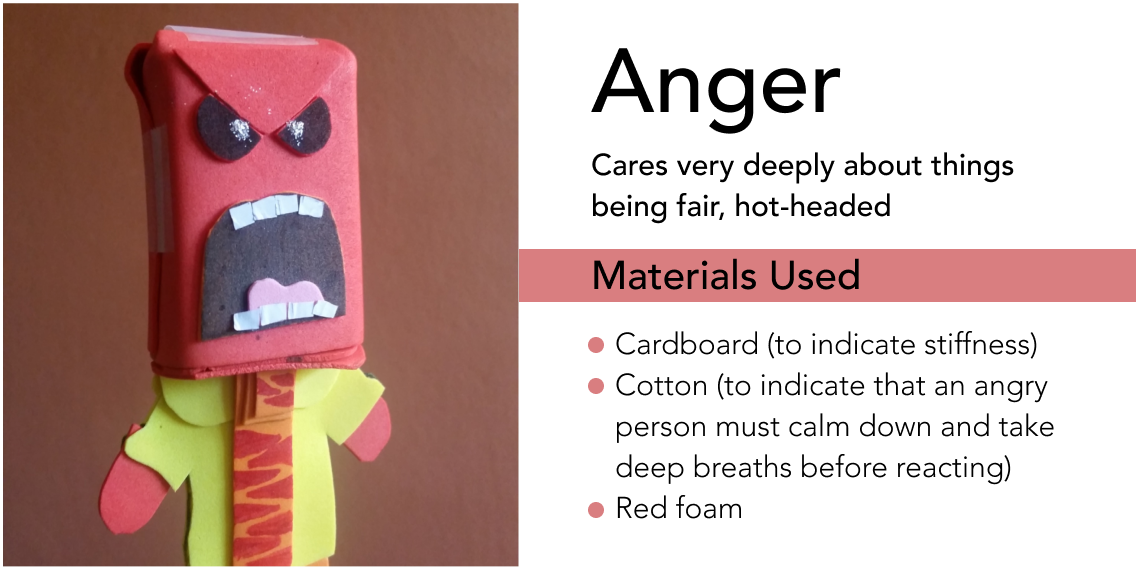 Anger
Cares very deeply about things
being fair, hot-headed
Materials Used
Cardboard (to indicate stiffness)
Cotton (to indicate that an angry
person must calm down and take
deep breaths before reacting)
Red foam